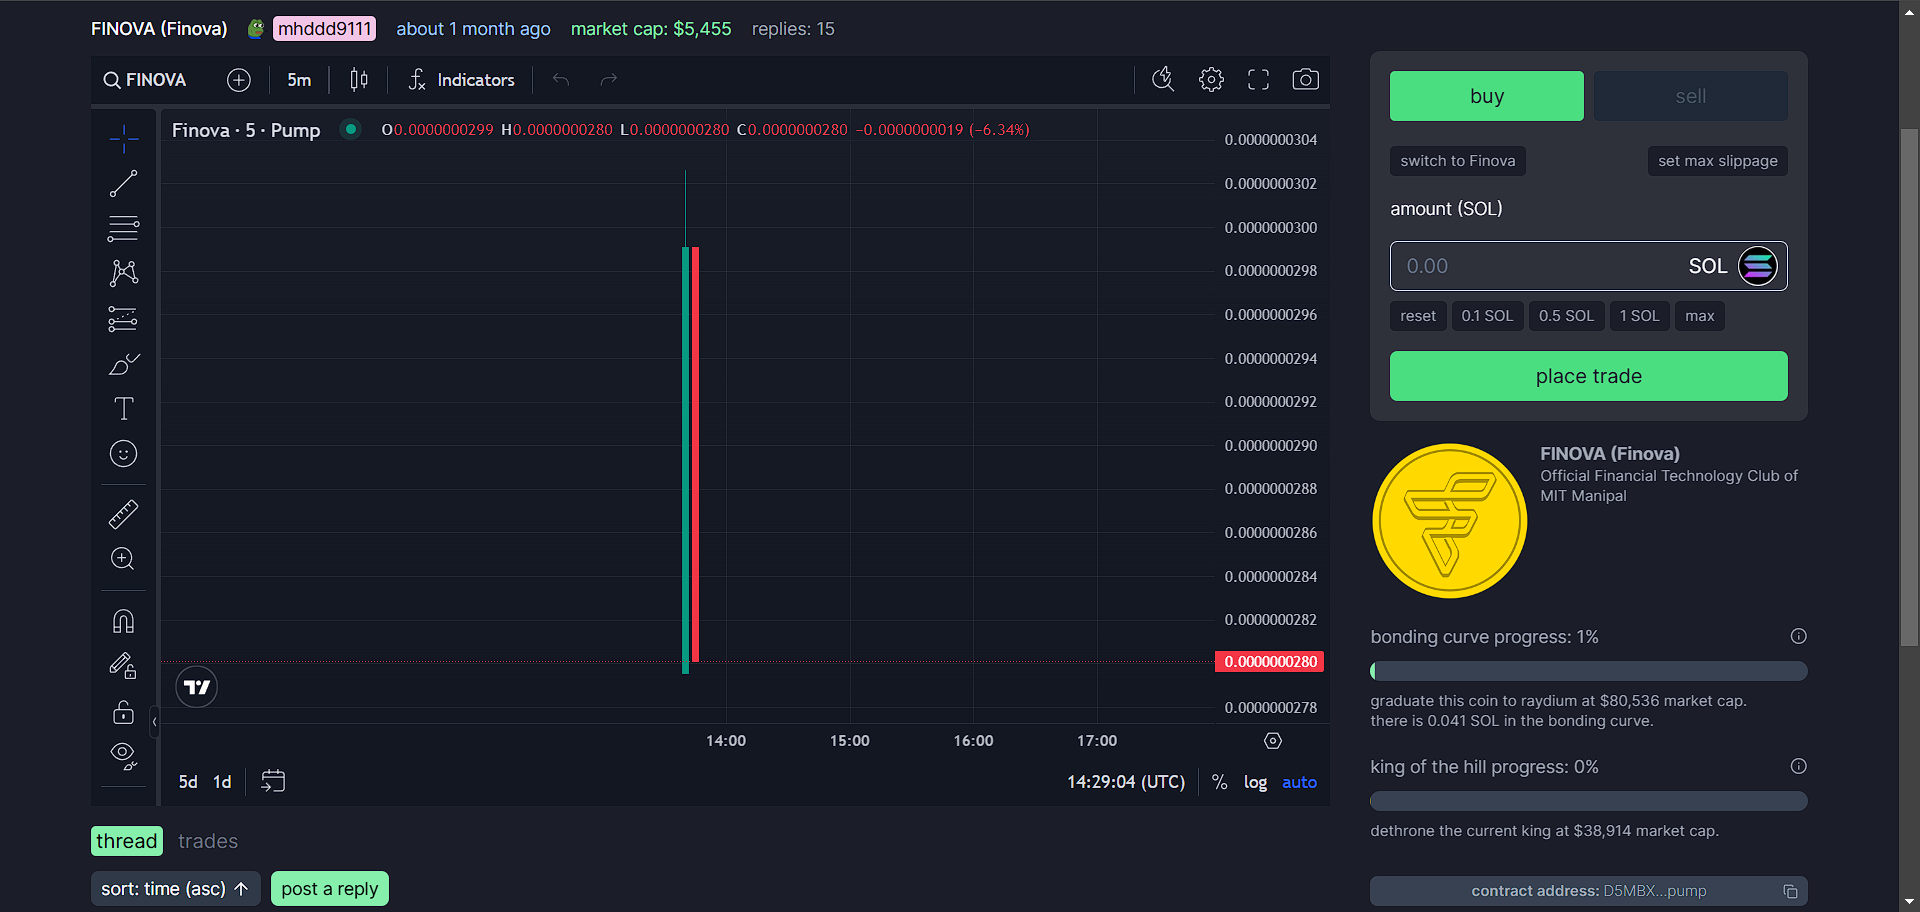 FINOVA (Finova) mhddd9111 about 1 month ago market cap: $5,455 replies: 15
FINOVA 5m Indicators
Finova · 5 · Pump O0.0000000299 H0.0000000280 L0.0000000280 C0.0000000280 −0.0000000019 (−6.34%)
0.0000000304
0.0000000302
0.0000000300
0.0000000298
0.0000000296
0.0000000294
0.0000000292
0.0000000290
0.0000000288
0.0000000286
0.0000000284
0.0000000282
0.0000000280
0.0000000278
14:00 15:00 16:00 17:00
5d 1d 14:29:04 (UTC) % log auto
thread trades
sort: time (asc) ↑ post a reply
buy sell
switch to Finova set max slippage
amount (SOL)
0.00 SOL
reset 0.1 SOL 0.5 SOL 1 SOL max
place trade
FINOVA (Finova)
Official Financial Technology Club of
MIT Manipal
bonding curve progress: 1%
graduate this coin to raydium at $80,536 market cap.
there is 0.041 SOL in the bonding curve.
king of the hill progress: 0%
dethrone the current king at $38,914 market cap.
contract address: D5MBX...pump